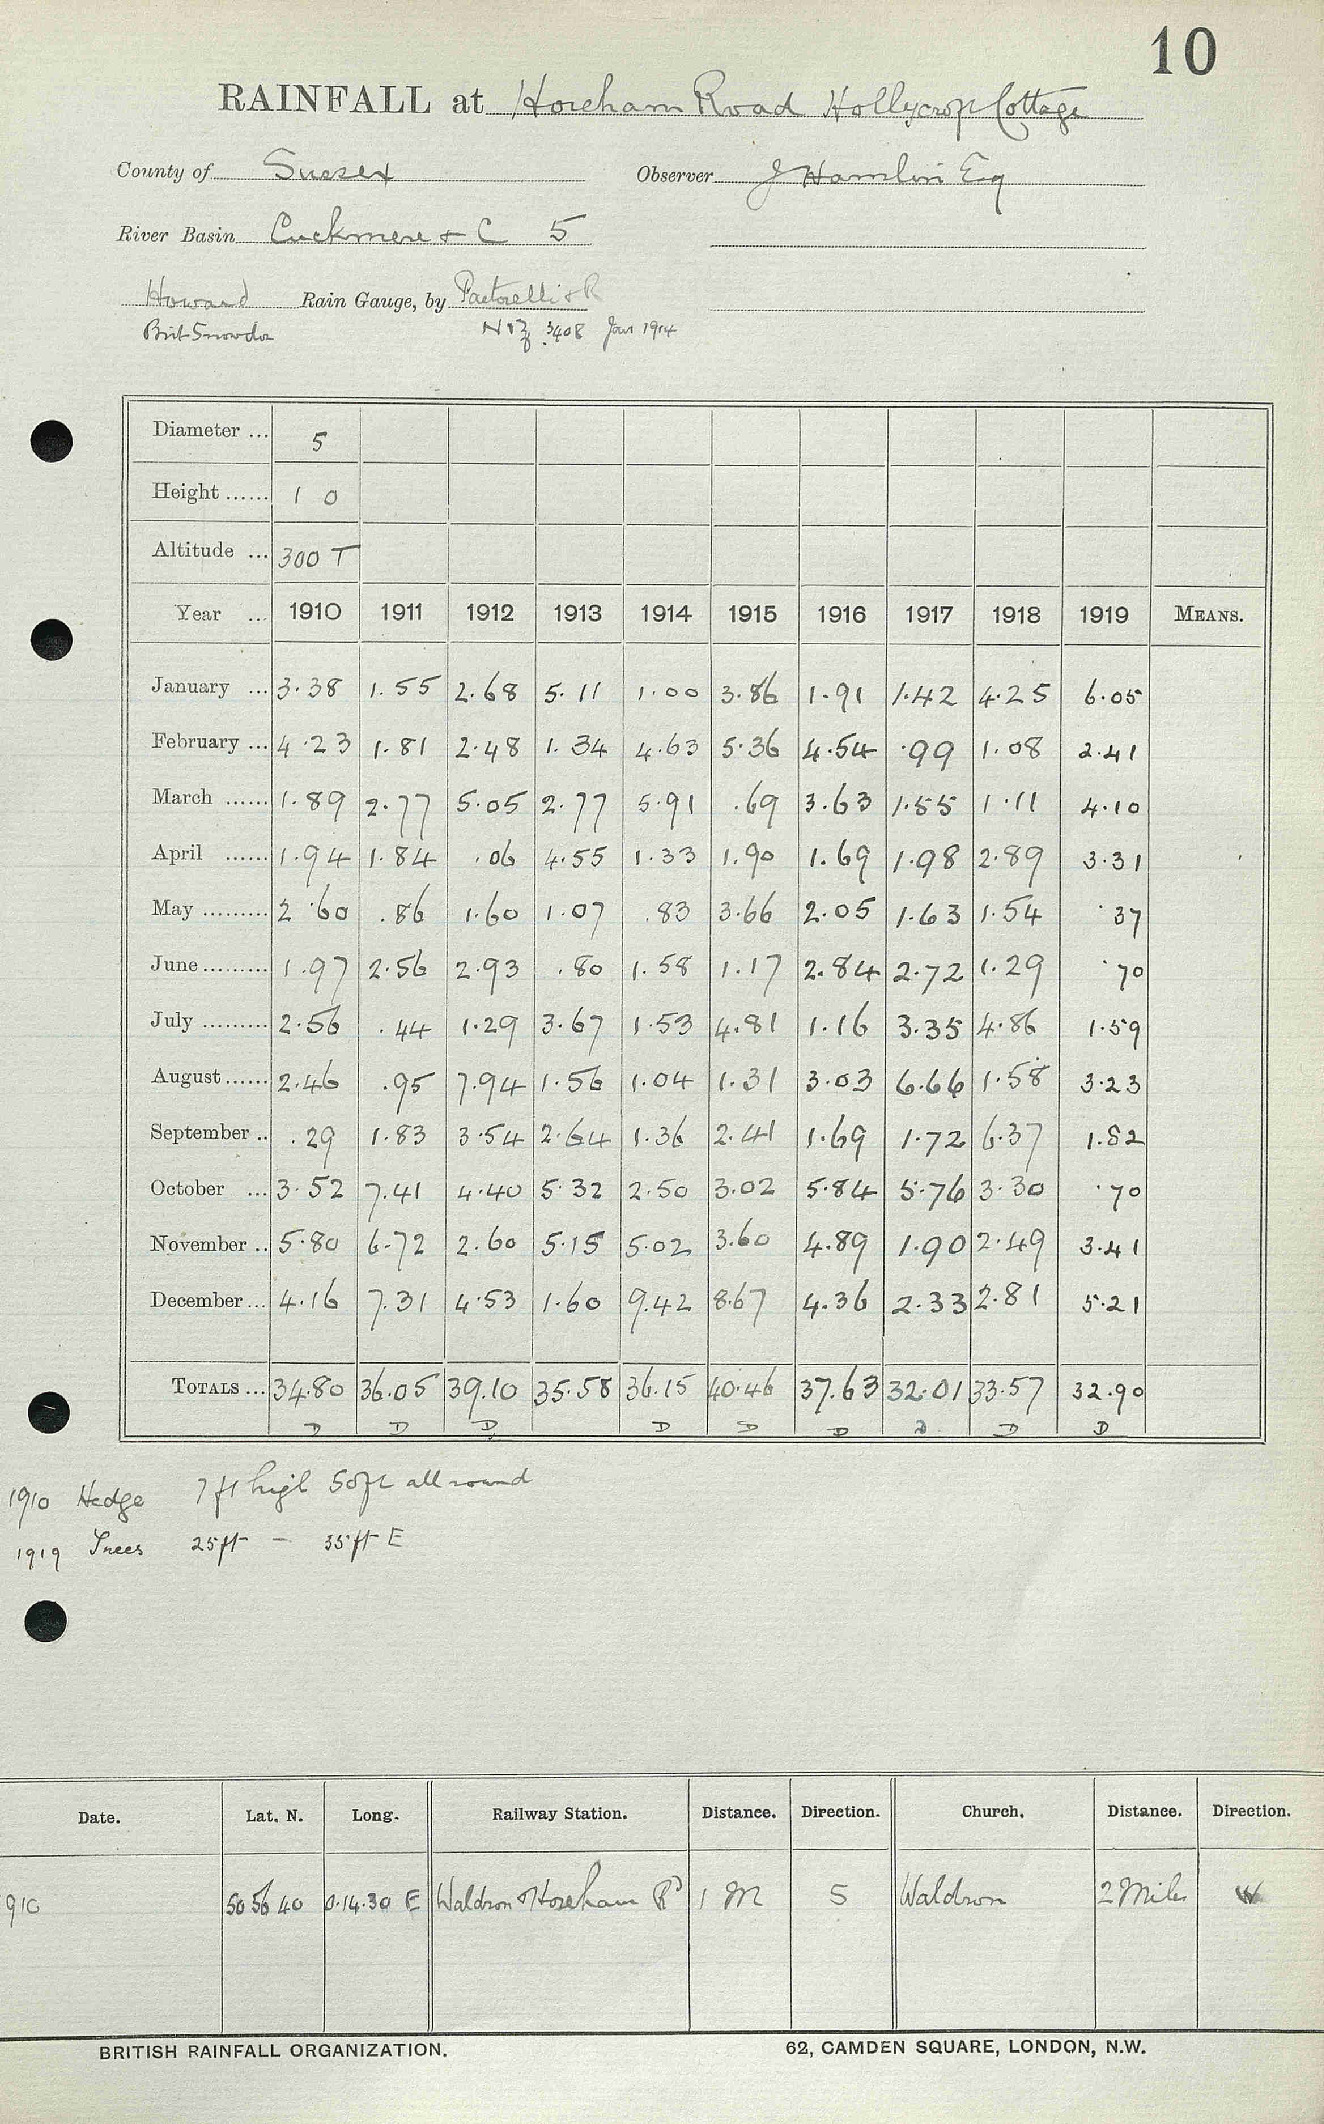 10
RAINFALL at Horeham Road Hollycrop Cottage
County of Sussex Observer J Hamlin Esq
River Basin Cuckmere & C 5
Howard Rain Gauge, by Pastorelli & R
Brit Snowdon 3408 Jan 1914
Diameter ... 5
Height ...... 1 0
Altitude ... 300 T
Year ... 1910 1911 1912 1913 1914 1915 1916 1917 1918 1919 MEANS.
January ... 3.38 1.55 2.68 5.11 1.00 3.86 1.91 1.42 4.25 6.05
February ... 4.23 1.81 2.48 1.34 4.63 5.36 4.54 .99 1.08 2.41
March ...... 1.89 2.77 5.05 2.77 5.91 .69 3.63 1.55 1.11 4.10
April ...... 1.94 1.84 .06 4.55 1.33 1.90 1.69 1.98 2.89 3.31
May ......... 2.60 .86 1.60 1.07 .83 3.66 2.05 1.63 1.54 .37
June ......... 1.97 2.56 2.93 .80 1.58 1.17 2.84 2.72 1.29 .70
July ......... 2.56 .44 1.29 3.67 1.53 4.81 1.16 3.35 4.86 1.59
August ...... 2.46 .95 7.94 1.56 1.04 1.31 3.03 6.66 1.58 3.23
September .. .29 1.83 3.54 2.64 1.36 2.41 1.69 1.72 6.37 1.82
October ... 3.52 7.41 4.40 5.32 2.50 3.02 5.84 5.76 3.30 .70
November .. 5.80 6.72 2.60 5.15 5.02 3.60 4.89 1.90 2.49 3.41
December ... 4.16 7.31 4.53 1.60 9.42 8.67 4.36 2.33 2.81 5.21
TOTALS ... 34.80 36.05 39.10 35.58 36.15 40.46 37.63 32.01 33.57 32.90
D D D D D D D D D
1910 Hedge 7 ft high 50ft all round
1919 Trees 25ft - 35ft E
Date. Lat. N. Long. Railway Station. Distance. Direction. Church. Distance. Direction.
910 50 56 40 0.14.30 E Waldron & Horeham Rd 1 M S Waldron 2 Miles W
BRITISH RAINFALL ORGANIZATION. 62, CAMDEN SQUARE, LONDON, N.W.